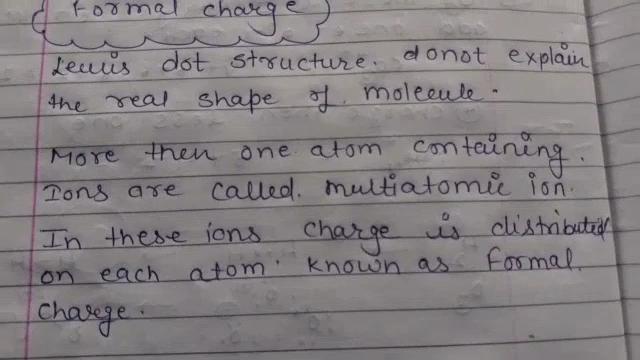 Formal charge
Lewis dot structure. donot explain
the real shape of molecule.
More then one atom containing.
Ions are called. multiatomic ion.
In these ions charge is distributed
on each atom. known as Formal.
charge.